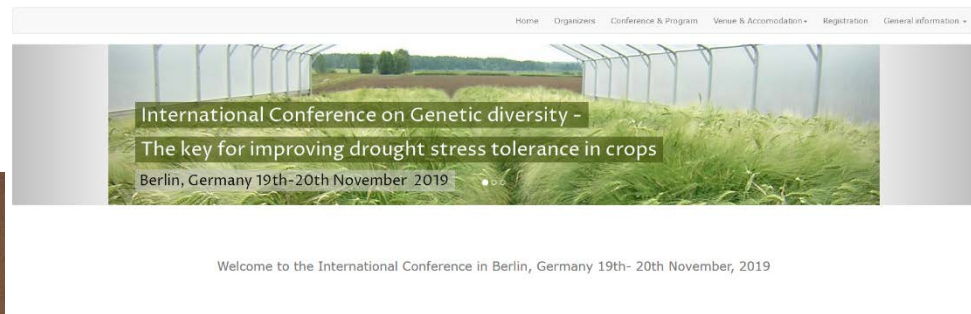 Home Organizers Conference & Program Venue & Accomodation Registration General information
International Conference on Genetic diversity -
The key for improving drought stress tolerance in crops
Berlin, Germany 19th-20th November 2019
Welcome to the International Conference in Berlin, Germany 19th- 20th November, 2019